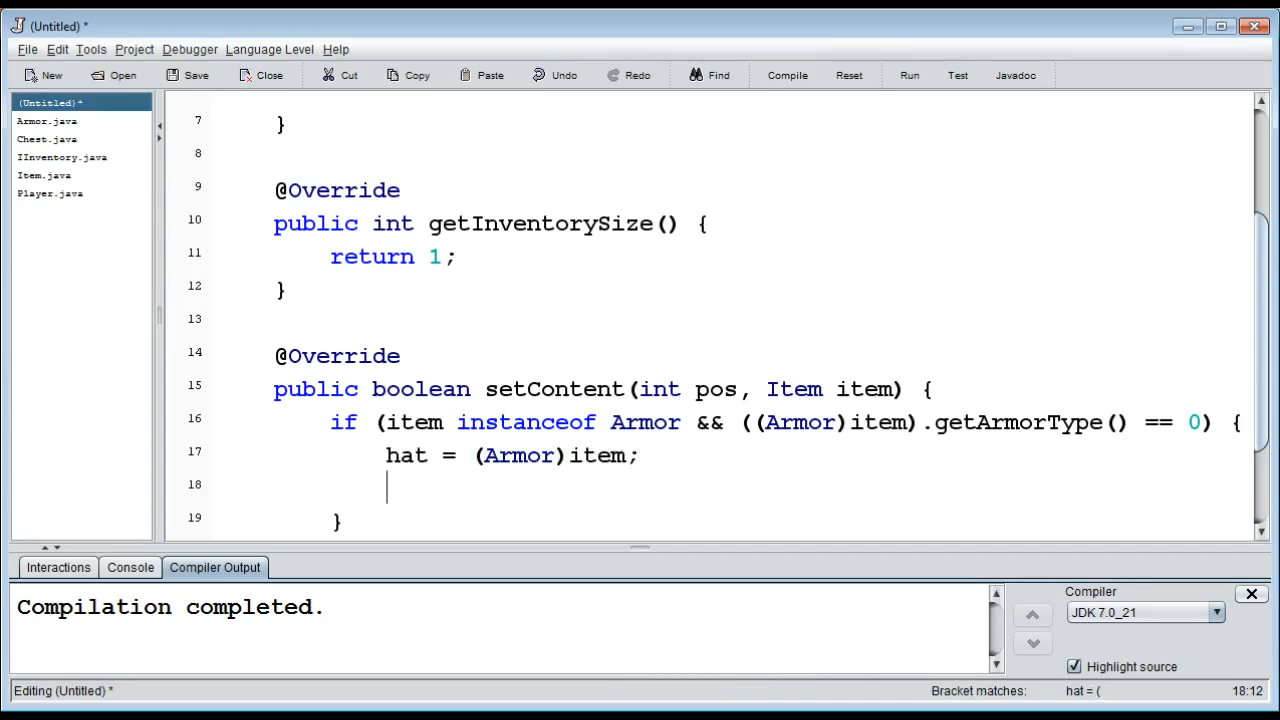 (Untitled) *
File Edit Tools Project Debugger Language Level Help
New Open Save Close Cut Copy Paste Undo Redo Find Compile Reset Run Test Javadoc
(Untitled) *
Armor.java
Chest.java
IInventory.java
Item.java
Player.java
7 }
8
9 @Override
10 public int getInventorySize() {
11 return 1;
12 }
13
14 @Override
15 public boolean setContent(int pos, Item item) {
16 if (item instanceof Armor && ((Armor)item).getArmorType() == 0) {
17 hat = (Armor)item;
18
19 }
Interactions Console Compiler Output
Compilation completed.
Compiler
JDK 7.0_21
Highlight source
Editing (Untitled) * Bracket matches: hat = ( 18:12